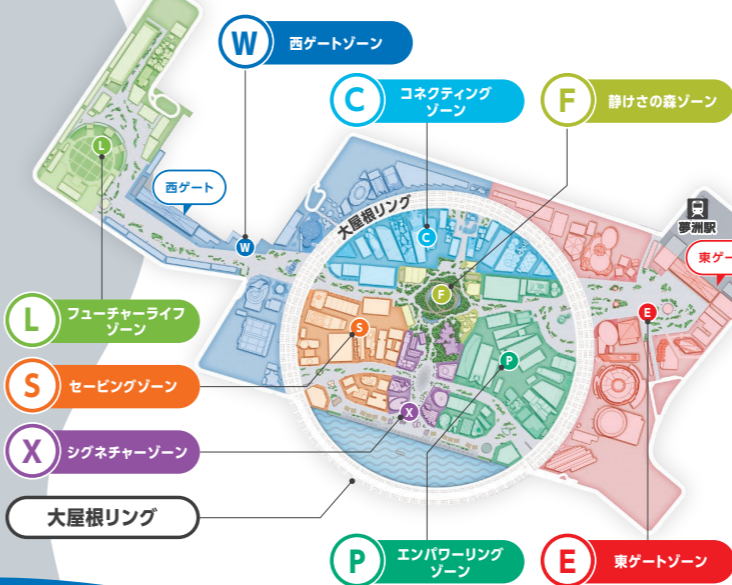 W 西ゲートゾーン
C コネクティング
ゾーン
F 静けさの森ゾーン
L
西ゲート
大屋根リング
夢洲駅
東ゲー
W
C
F
E
S
P
X
L フューチャーライフ
ゾーン
S セービングゾーン
X シグネチャーゾーン
大屋根リング
P エンパワーリング
ゾーン
E 東ゲートゾーン